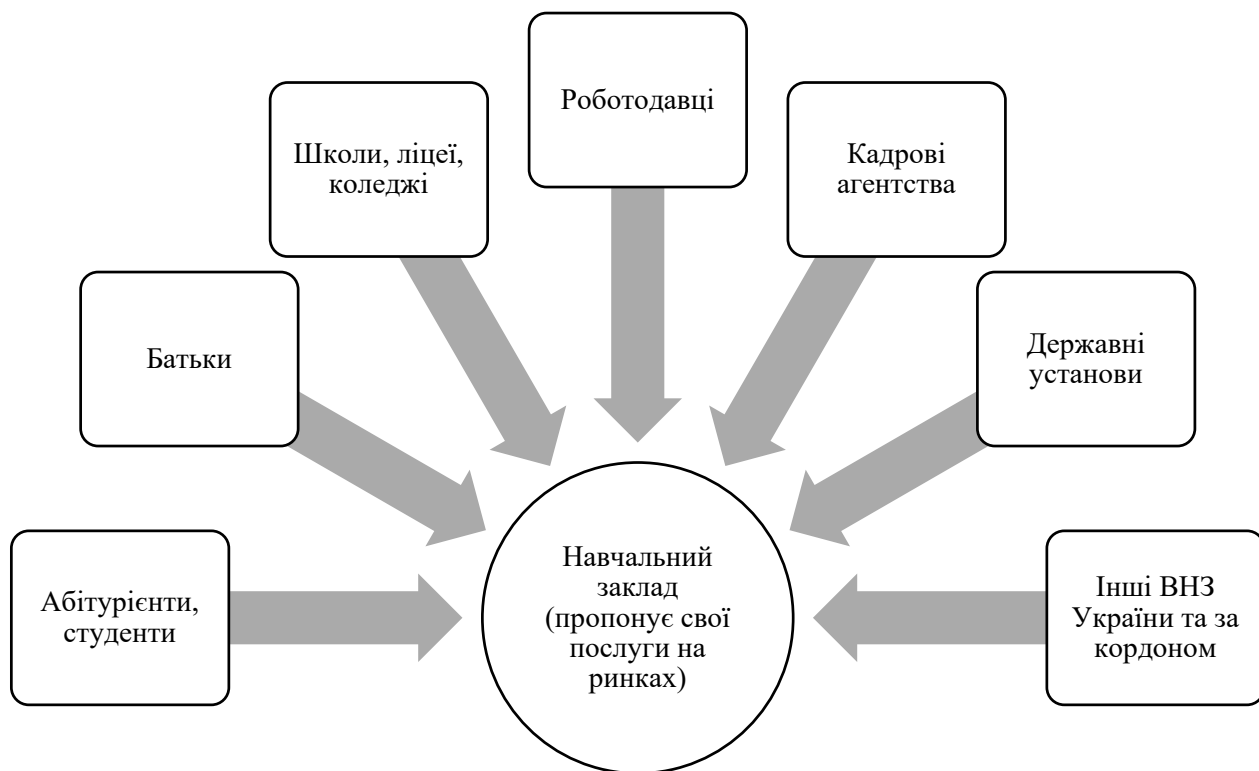 Роботодавці
Школи, ліцеї,
коледжі
Кадрові
агентства
Батьки
Державні
установи
Абітурієнти,
студенти
Навчальний
заклад
(пропонує свої
послуги на
ринках)
Інші ВНЗ
України та за
кордоном